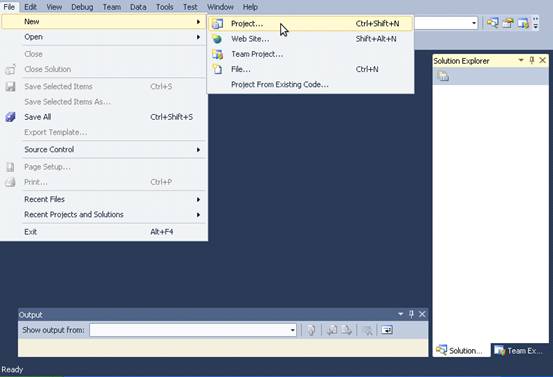 File Edit View Debug Team Data Tools Test Window Help
New
Project... Ctrl+Shift+N
Open
Web Site... Shift+Alt+N
Close
Team Project...
Close Solution
File... Ctrl+N
Project From Existing Code...
Save Selected Items Ctrl+S
Save Selected Items As...
Save All Ctrl+Shift+S
Export Template...
Source Control
Page Setup...
Print... Ctrl+P
Recent Files
Recent Projects and Solutions
Exit Alt+F4
Solution Explorer
Output
Show output from:
Solution... Team Ex...
Ready